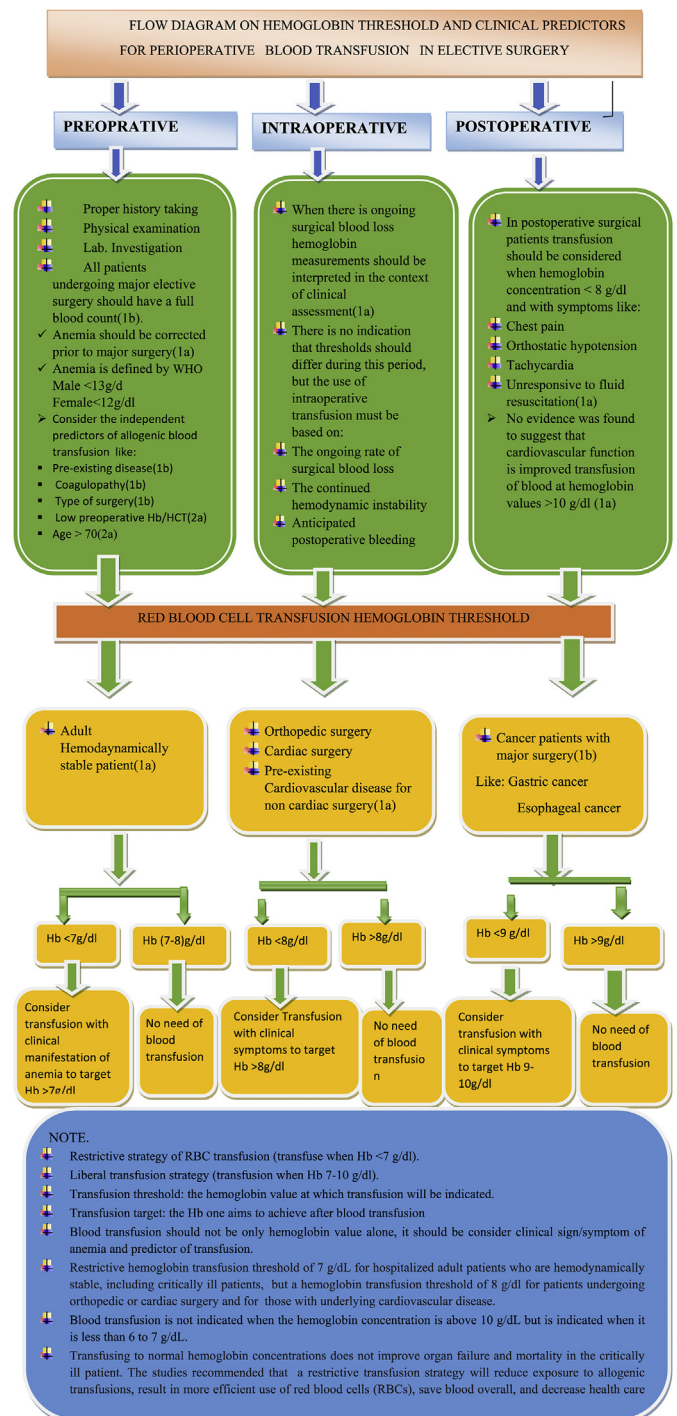 FLOW DIAGRAM ON HEMOGLOBIN THRESHOLD AND CLINICAL PREDICTORS
FOR PERIOPERATIVE BLOOD TRANSFUSION IN ELECTIVE SURGERY
PREOPRATIVE
INTRAOPERATIVE
POSTOPERATIVE
Proper history taking
Physical examination
Lab. Investigation
All patients
undergoing major elective
surgery should have a full
blood count(1b).
✓ Anemia should be corrected
prior to major surgery(1a)
✓ Anemia is defined by WHO
Male <13g/d
Female<12g/dl
➢ Consider the independent
predictors of allogenic blood
transfusion like:
▪ Pre-existing disease(1b)
▪ Coagulopathy(1b)
▪ Type of surgery(1b)
▪ Low preoperative Hb/HCT(2a)
▪ Age > 70(2a)
When there is ongoing
surgical blood loss
hemoglobin
measurements should be
interpreted in the context
of clinical
assessment(1a)
There is no indication
that thresholds should
differ during this period,
but the use of
intraoperative
transfusion must be
based on:
The ongoing rate of
surgical blood loss
The continued
hemodynamic instability
Anticipated
postoperative bleeding
In postoperative surgical
patients transfusion
should be considered
when hemoglobin
concentration < 8 g/dl
and with symptoms like:
Chest pain
Orthostatic hypotension
Tachycardia
Unresponsive to fluid
resuscitation(1a)
➢ No evidence was found
to suggest that
cardiovascular function
is improved transfusion
of blood at hemoglobin
values >10 g/dl (1a)
RED BLOOD CELL TRANSFUSION HEMOGLOBIN THRESHOLD
Adult
Hemodaynamically
stable patient(1a)
Orthopedic surgery
Cardiac surgery
Pre-existing
Cardiovascular disease for
non cardiac surgery(1a)
Cancer patients with
major surgery(1b)
Like: Gastric cancer
Esophageal cancer
Hb <7g/dl
Hb (7-8)g/dl
Hb <8g/dl
Hb >8g/dl
Hb <9 g/dl
Hb >9g/dl
Consider
transfusion with
clinical
manifestation of
anemia to target
Hb >7g/dl
No need of
blood
transfusion
Consider Transfusion
with clinical
symptoms to target
Hb >8g/dl
No need
of blood
transfusio
n
Consider
transfusion with
clinical symptoms
to target Hb 9-
10g/dl
No need of
blood
transfusion
NOTE.
Restrictive strategy of RBC transfusion (transfuse when Hb <7 g/dl).
Liberal transfusion strategy (transfusion when Hb 7-10 g/dl).
Transfusion threshold: the hemoglobin value at which transfusion will be indicated.
Transfusion target: the Hb one aims to achieve after blood transfusion
Blood transfusion should not be only hemoglobin value alone, it should be consider clinical sign/symptom of
anemia and predictor of transfusion.
Restrictive hemoglobin transfusion threshold of 7 g/dL for hospitalized adult patients who are hemodynamically
stable, including critically ill patients, but a hemoglobin transfusion threshold of 8 g/dl for patients undergoing
orthopedic or cardiac surgery and for those with underlying cardiovascular disease.
Blood transfusion is not indicated when the hemoglobin concentration is above 10 g/dL but is indicated when it
is less than 6 to 7 g/dL.
Transfusing to normal hemoglobin concentrations does not improve organ failure and mortality in the critically
ill patient. The studies recommended that a restrictive transfusion strategy will reduce exposure to allogenic
transfusions, result in more efficient use of red blood cells (RBCs), save blood overall, and decrease health care